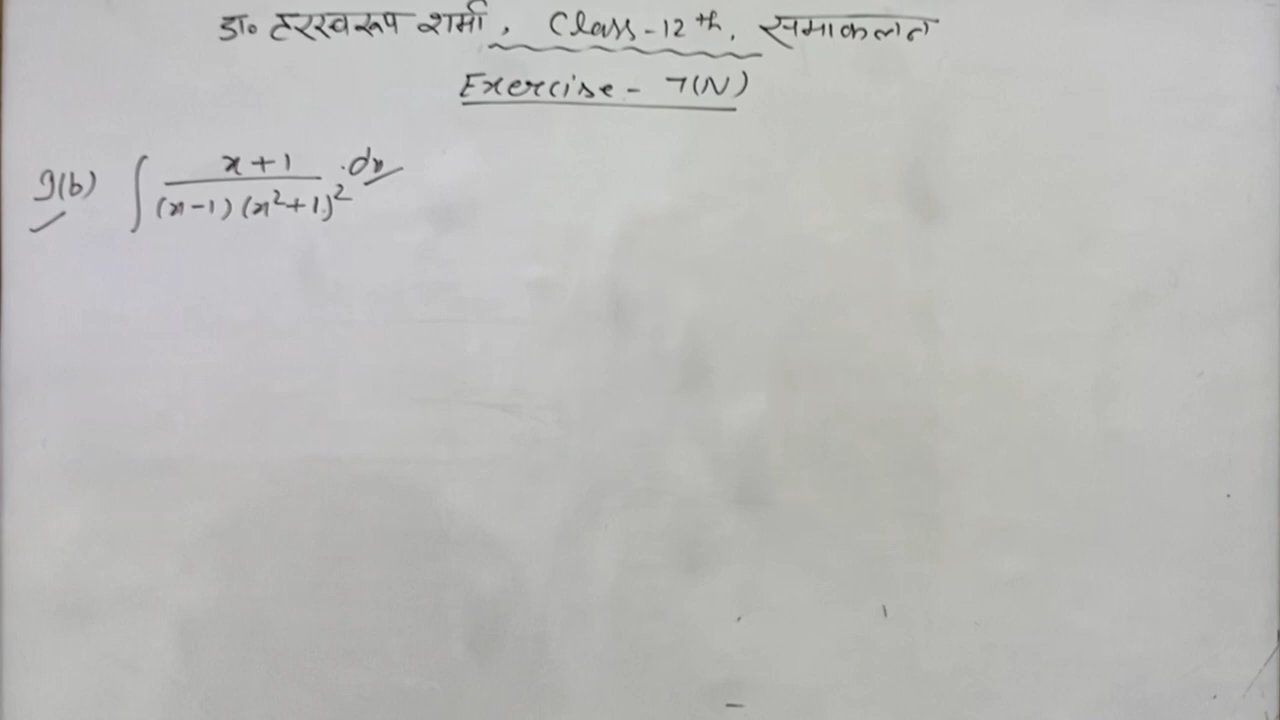 डा० हरस्वरूप शर्मा, Class-12th, समाकलन
Exercise - 7(N)
9(b) ∫ (x+1)/((x-1)(x²+1)²) .dx